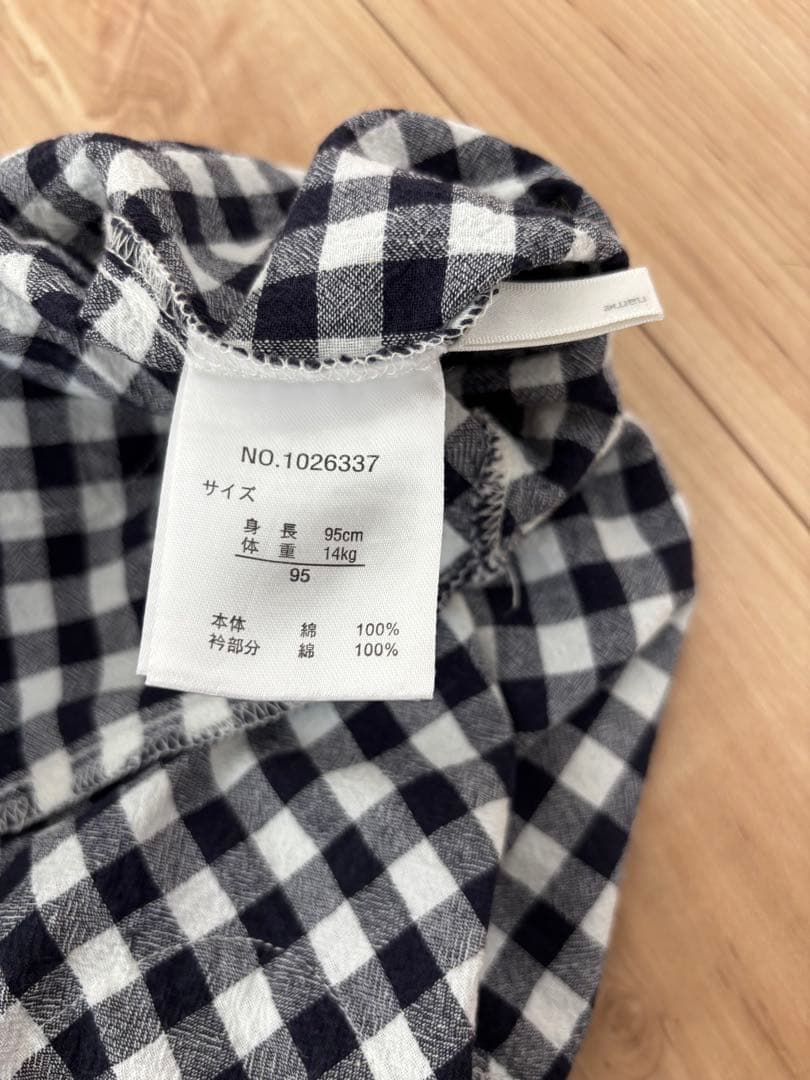 name
NO.1026337
サイズ
身 長 95cm
体 重 14kg
95
本体 綿 100%
衿部分 綿 100%